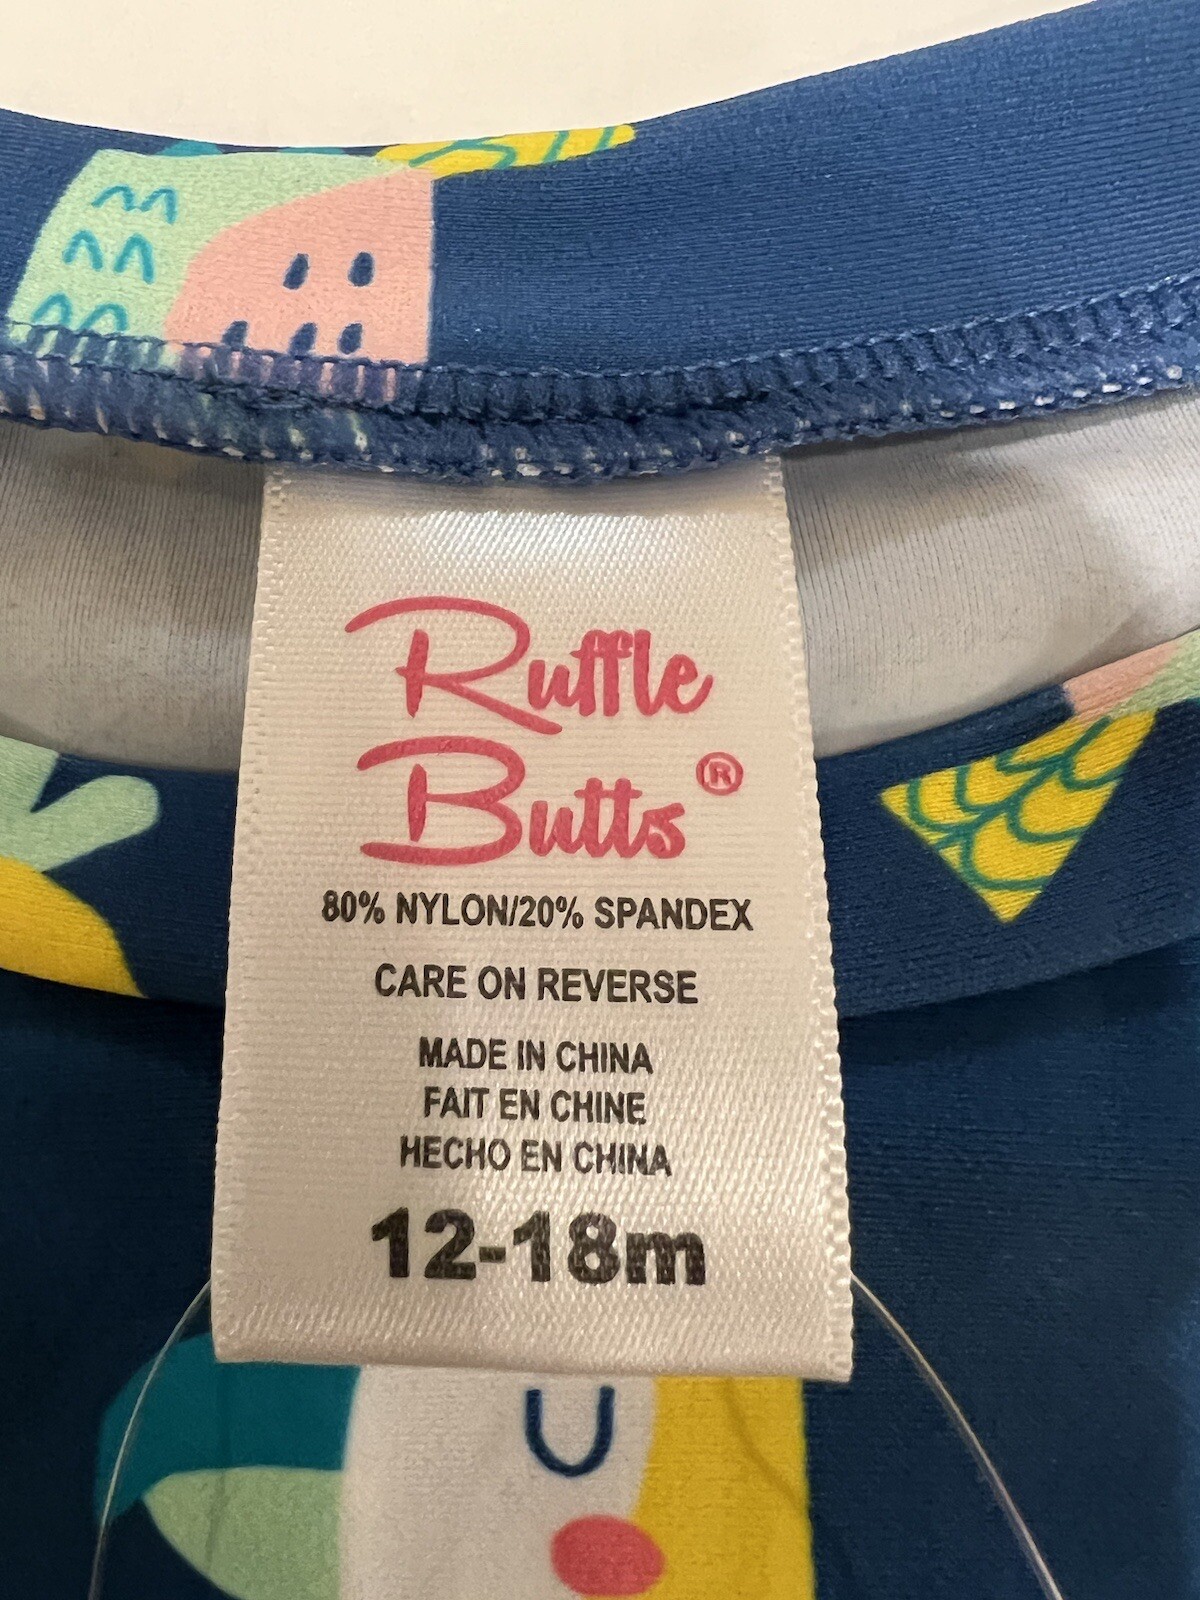 Ruffle
Butts®
80% NYLON/20% SPANDEX
CARE ON REVERSE
MADE IN CHINA
FAIT EN CHINE
HECHO EN CHINA
12-18m